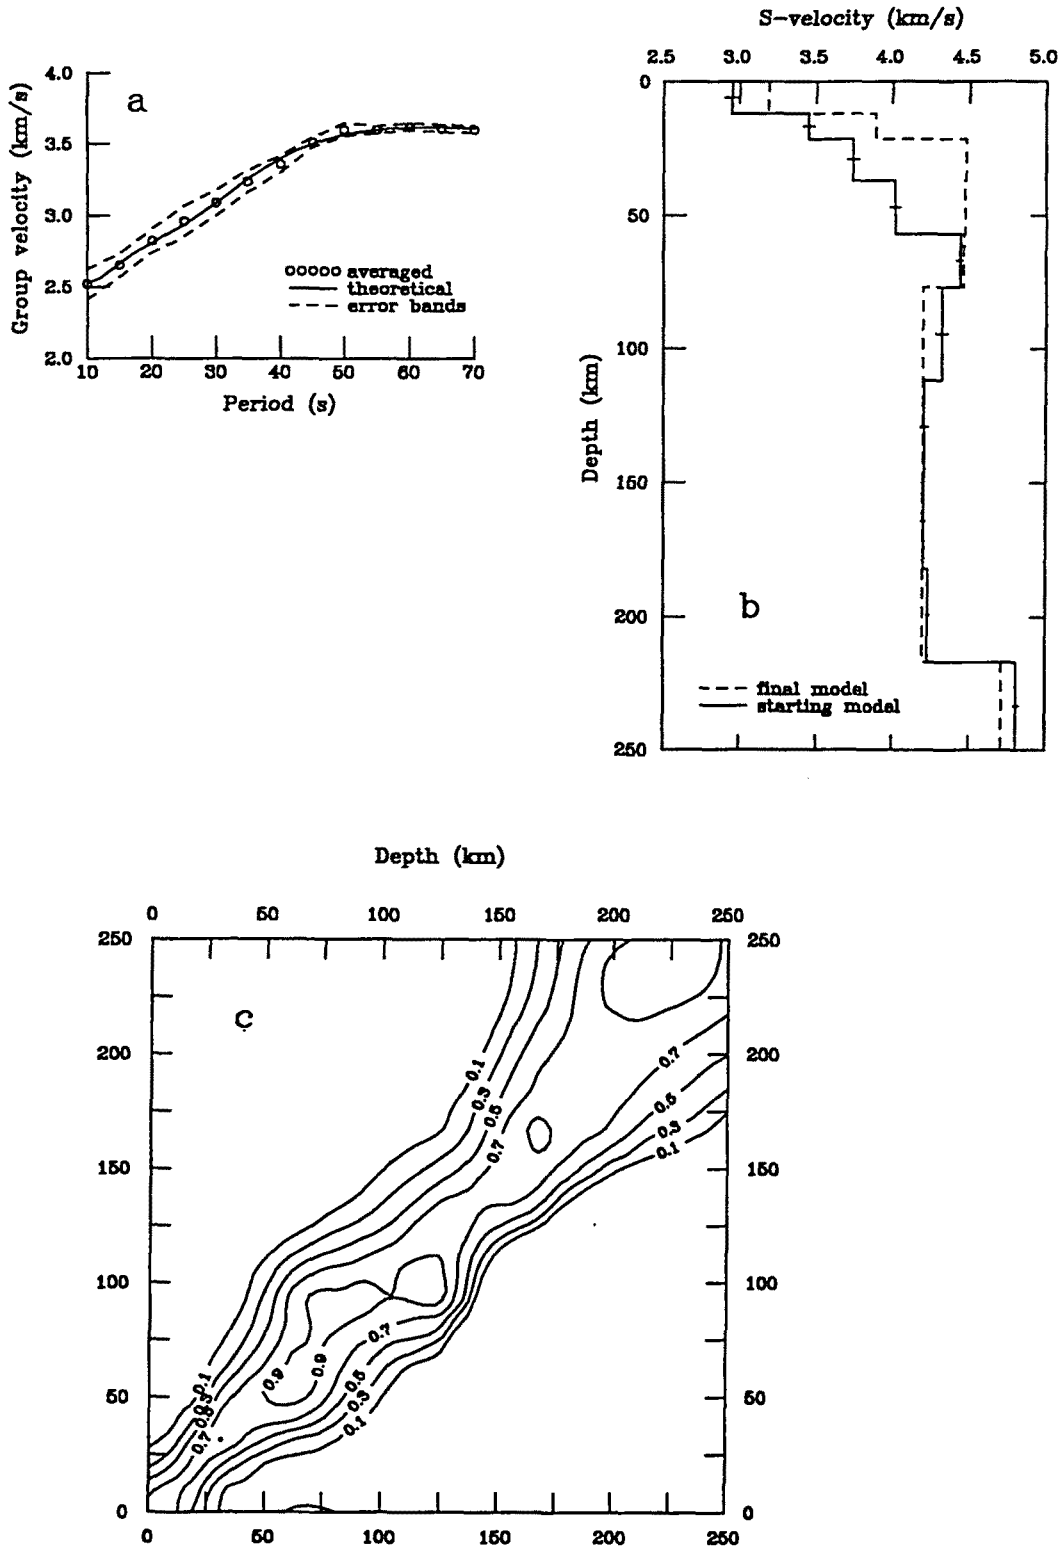 S-velocity (km/s)
2.5 3.0 3.5 4.0 4.5 5.0
0
50
100
150
200
250
Depth (km)
b
final model
starting model
4.0
3.5
3.0
2.5
2.0
Group velocity (km/s)
a
ooooo averaged
theoretical
error bands
10 20 30 40 50 60 70
Period (s)
Depth (km)
0 50 100 150 200 250
250 250
200 200
150 150
100 100
50 50
0 0
c
0.1
0.3
0.5
0.7
0.7
0.5
0.3
0.1
0.7
0.9
0.9
0.5
0.3
0.1
0.1
0.3
0.5
0.7
0 50 100 150 200 250